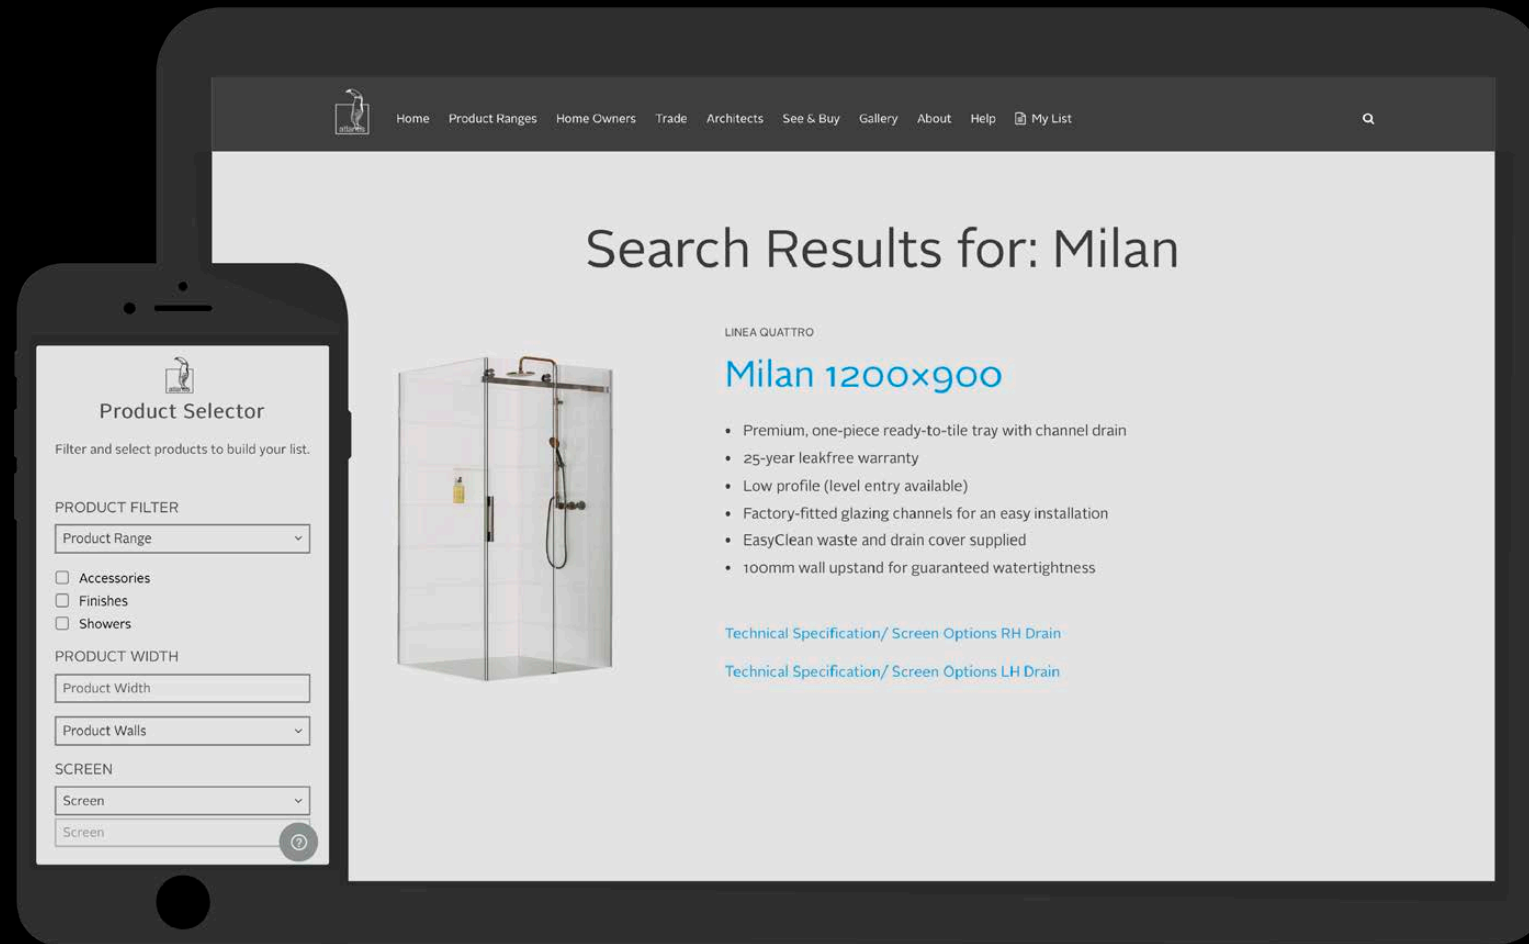 Home Product Ranges Home Owners Trade Architects See & Buy Gallery About Help My List
Search Results for: Milan
LINEA QUATTRO
Milan 1200x900
• Premium, one-piece ready-to-tile tray with channel drain
• 25-year leakfree warranty
• Low profile (level entry available)
• Factory-fitted glazing channels for an easy installation
• EasyClean waste and drain cover supplied
• 100mm wall upstand for guaranteed watertightness
Technical Specification/ Screen Options RH Drain
Technical Specification/ Screen Options LH Drain
Product Selector
Filter and select products to build your list.
PRODUCT FILTER
Product Range
Accessories
Finishes
Showers
PRODUCT WIDTH
Product Width
Product Walls
SCREEN
Screen
Screen
?